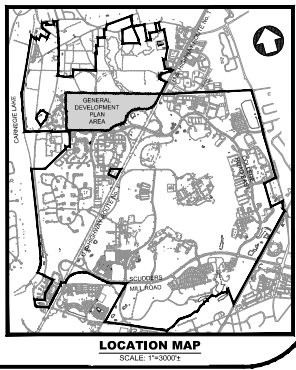 CARNEGIE LAKE
GENERAL
DEVELOPMENT
PLAN
AREA
SCUDDERS
MILL ROAD
LOCATION MAP
SCALE: 1"=3000'±